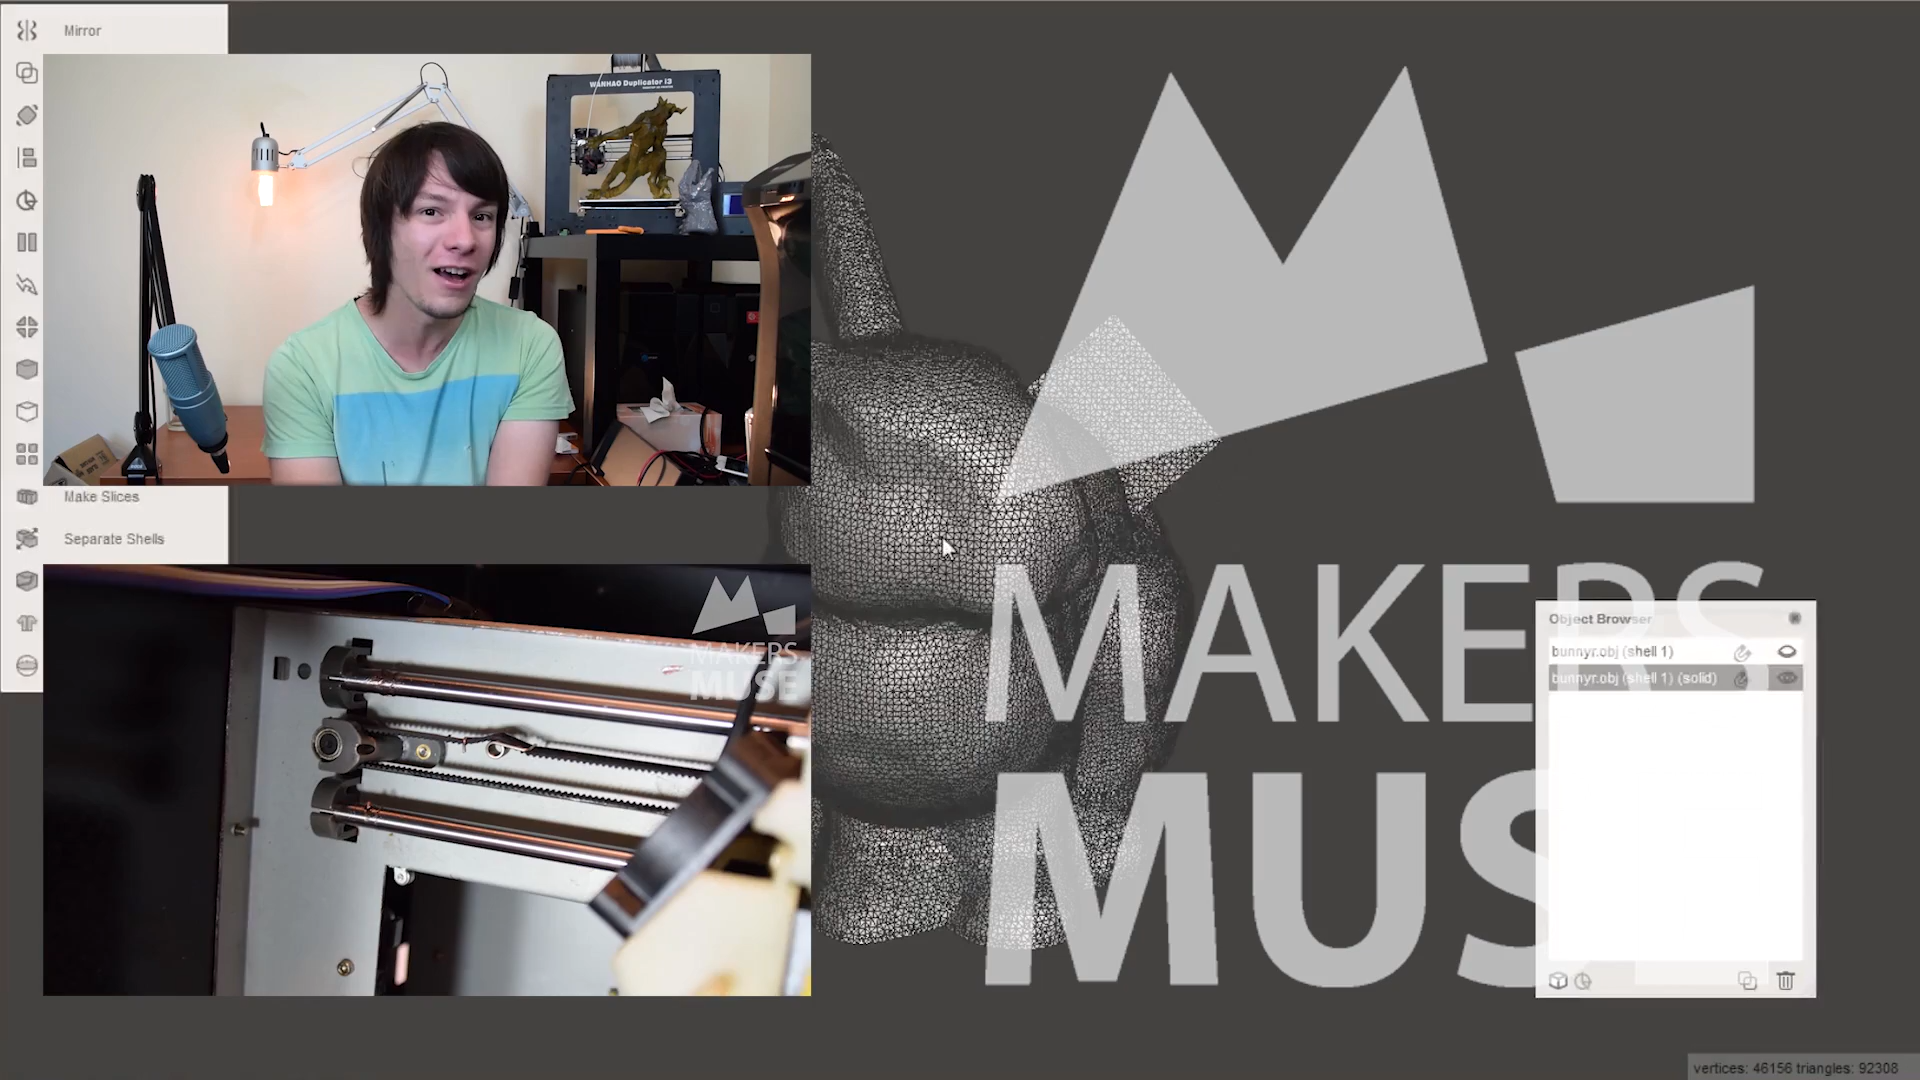 Mirror
WANHAO Duplicator i3
Make Slices
Separate Shells
MAKERS
MUSE
MAKERS
MUS
Object Browser
bunnyr.obj (shell 1)
bunnyr.obj (shell 1) (solid)
vertices: 46156 triangles: 92308